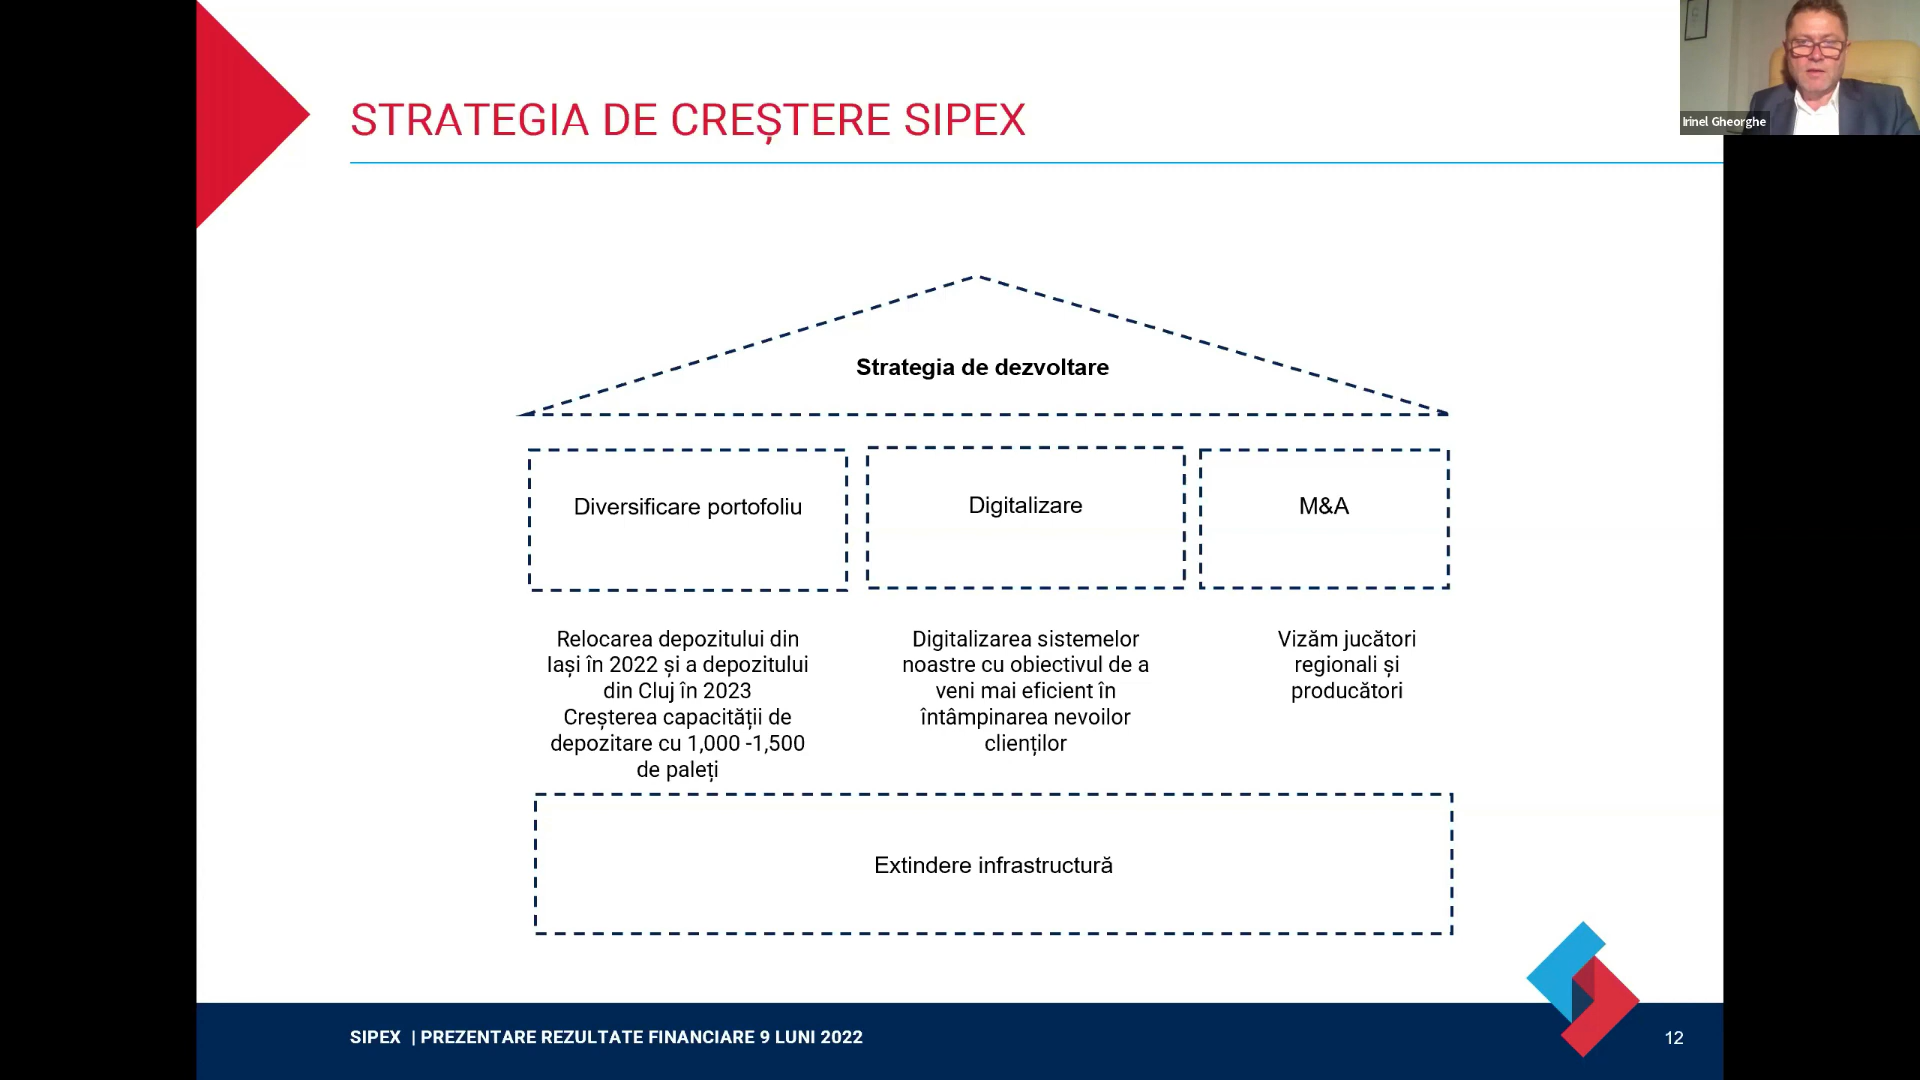 STRATEGIA DE CREȘTERE SIPEX
Irinel Gheorghe
Strategia de dezvoltare
Diversificare portofoliu
Digitalizare
M&A
Relocarea depozitului din
Iași în 2022 și a depozitului
din Cluj în 2023
Creșterea capacității de
depozitare cu 1,000 -1,500
de paleți
Digitalizarea sistemelor
noastre cu obiectivul de a
veni mai eficient în
întâmpinarea nevoilor
clienților
Vizăm jucători
regionali și
producători
Extindere infrastructură
SIPEX | PREZENTARE REZULTATE FINANCIARE 9 LUNI 2022
12